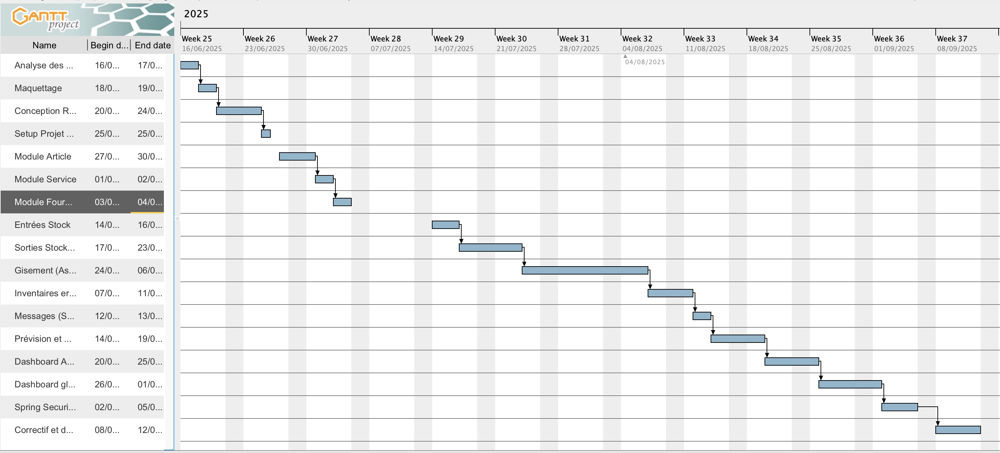 GANTT
project
2025
Name Begin d... End date
Week 25 Week 26 Week 27 Week 28 Week 29 Week 30 Week 31 Week 32 Week 33 Week 34 Week 35 Week 36 Week 37
16/06/2025 23/06/2025 30/06/2025 07/07/2025 14/07/2025 21/07/2025 28/07/2025 04/08/2025 11/08/2025 18/08/2025 25/08/2025 01/09/2025 08/09/2025
04/08/2025
Analyse des ... 16/0... 17/0...
Maquettage 18/0... 19/0...
Conception R... 20/0... 24/0...
Setup Projet ... 25/0... 25/0...
Module Article 27/0... 30/0...
Module Service 01/0... 02/0...
Module Four... 03/0... 04/0...
Entrées Stock 14/0... 16/0...
Sorties Stock... 17/0... 23/0...
Gisement (As... 24/0... 06/0...
Inventaires er... 07/0... 11/0...
Messages (S... 12/0... 13/0...
Prévision et ... 14/0... 19/0...
Dashboard A... 20/0... 25/0...
Dashboard gl... 26/0... 01/0...
Spring Securi... 02/0... 05/0...
Correctif et d... 08/0... 12/0...